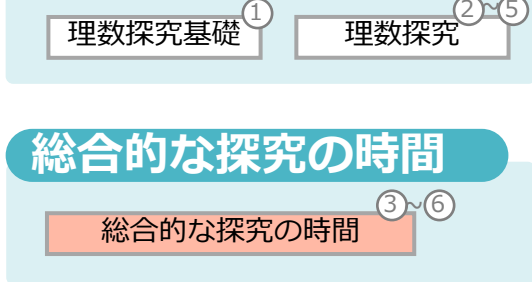 ① ②~⑤
理数探究基礎 理数探究
総合的な探究の時間
③~⑥
総合的な探究の時間